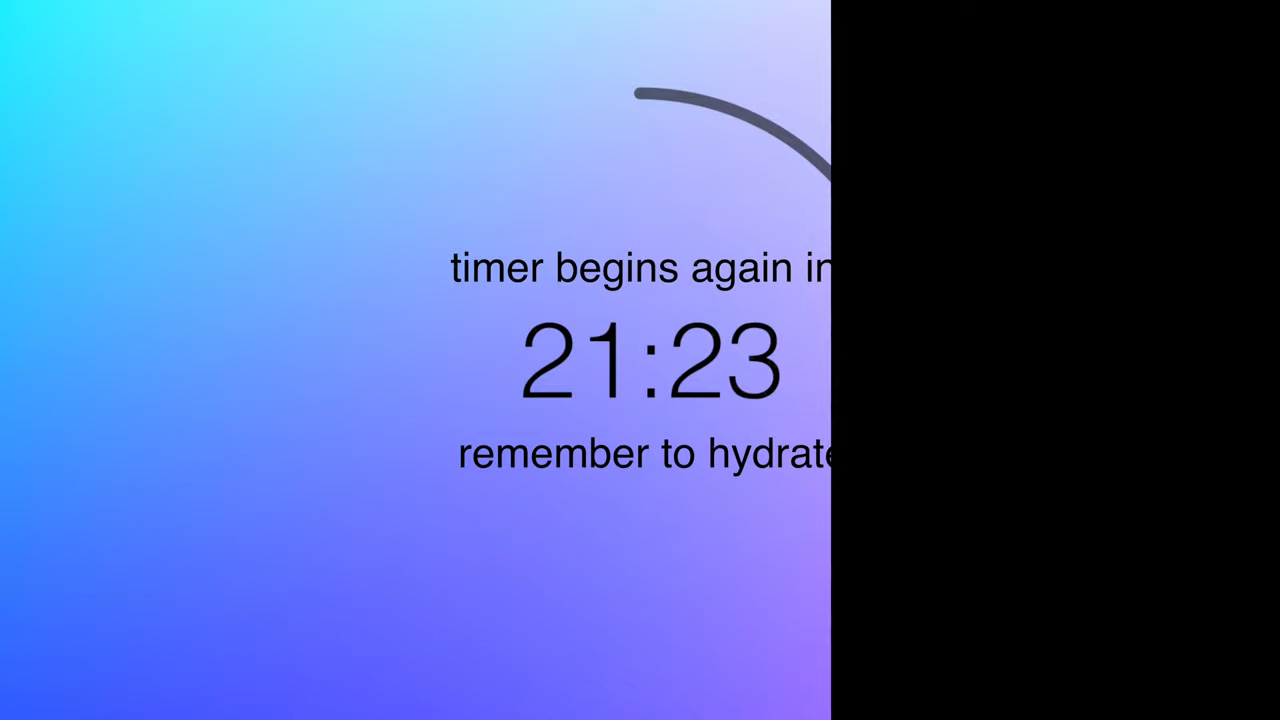 timer begins again in
21:23
remember to hydrate